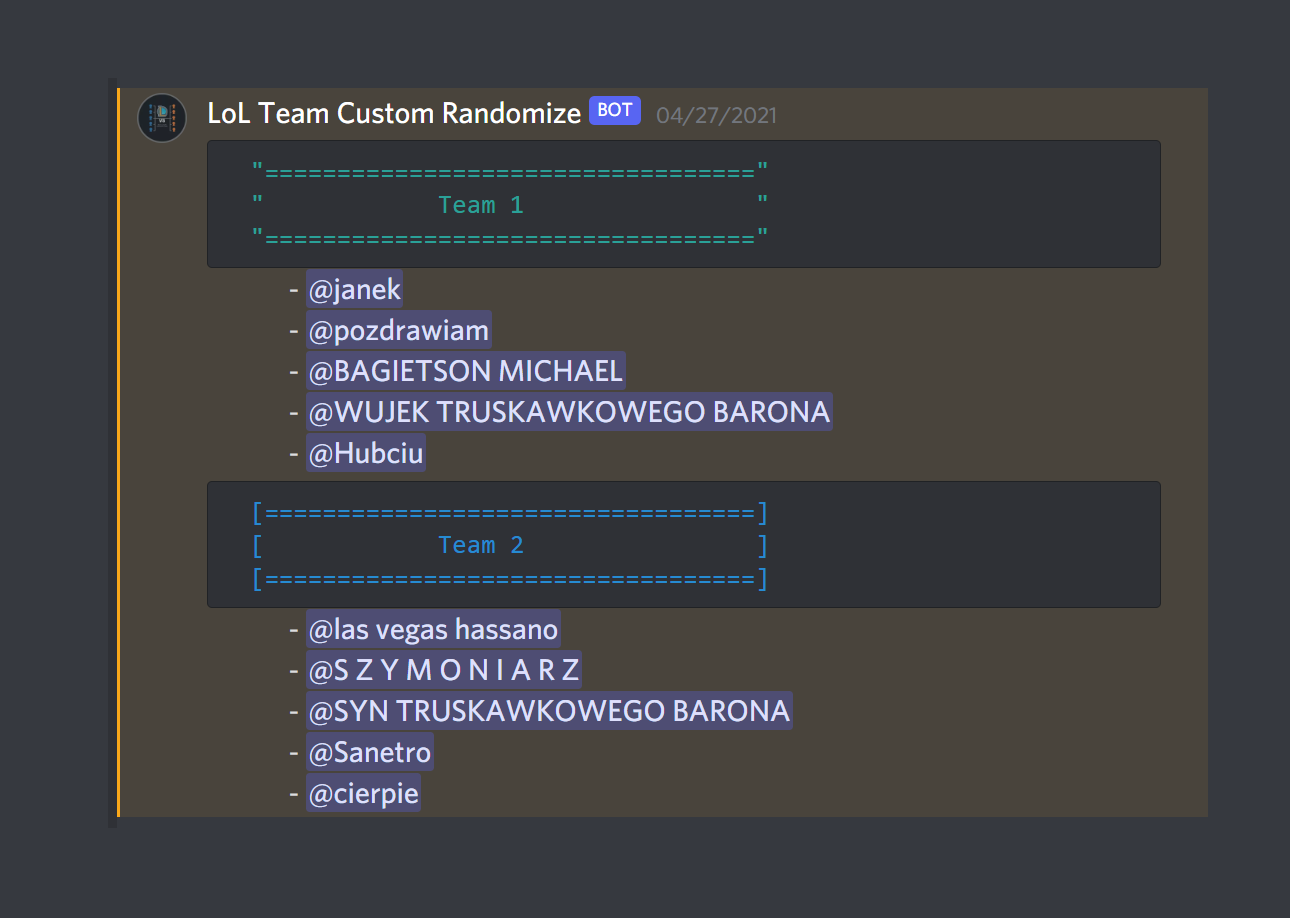 LoL Team Custom Randomize BOT 04/27/2021
"=================================="
" Team 1 "
"=================================="
- @janek
- @pozdrawiam
- @BAGIETSON MICHAEL
- @WUJEK TRUSKAWKOWEGO BARONA
- @Hubciu
[==================================]
[ Team 2 ]
[==================================]
- @las vegas hassano
- @S Z Y M O N I A R Z
- @SYN TRUSKAWKOWEGO BARONA
- @Sanetro
- @cierpie